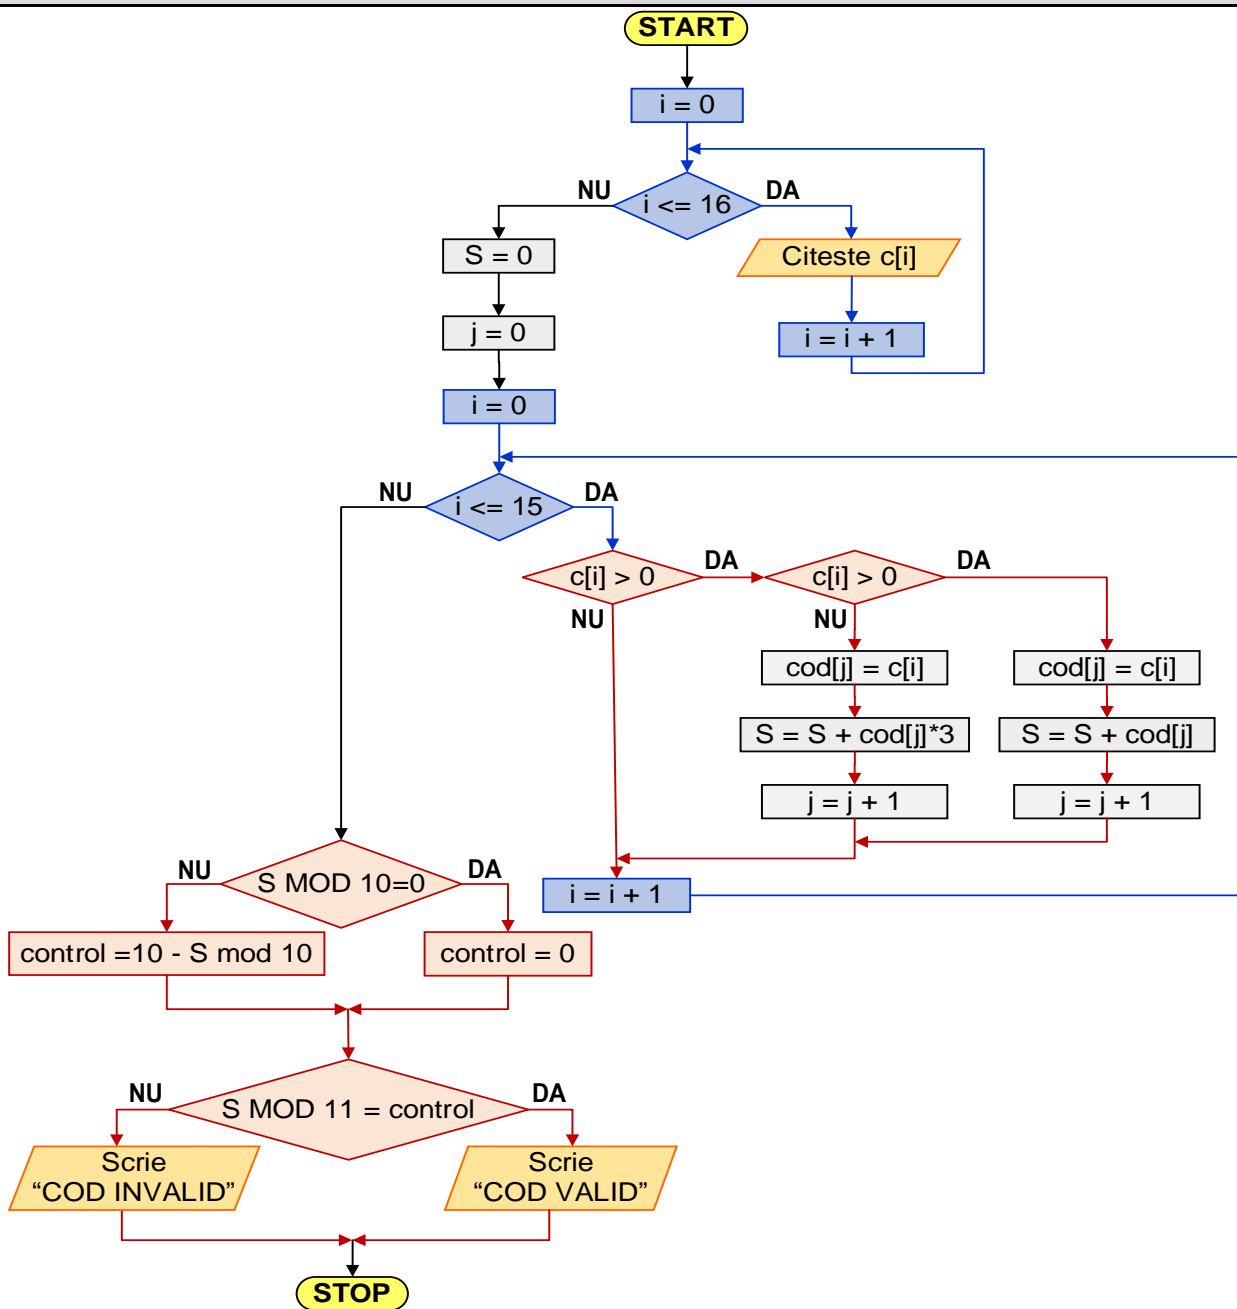 START
i = 0
NU
DA
i <= 16
S = 0
Citeste c[i]
j = 0
i = i + 1
i = 0
NU
DA
i <= 15
DA
DA
c[i] > 0
c[i] > 0
NU
NU
cod[j] = c[i]
cod[j] = c[i]
S = S + cod[j]*3
S = S + cod[j]
j = j + 1
j = j + 1
NU
DA
S MOD 10=0
i = i + 1
control =10 - S mod 10
control = 0
NU
DA
S MOD 11 = control
Scrie
“COD INVALID”
Scrie
“COD VALID”
STOP